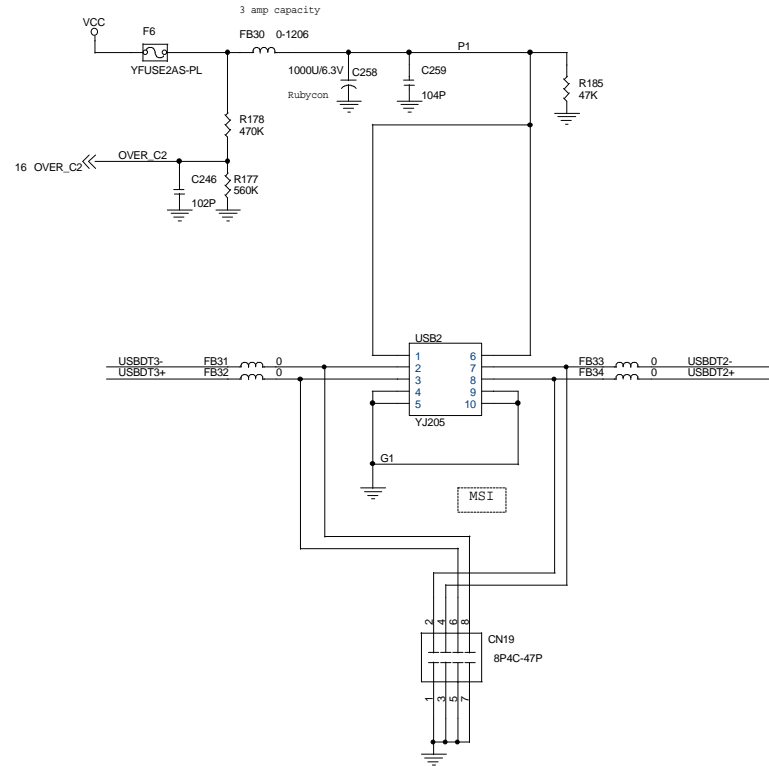 3 amp capacity
VCC
F6
FB30 0-1206
YFUSE2AS-PL
P1
1000U/6.3V
C258
C259
Rubycon
104P
R185
47K
R178
470K
16 OVER_C2
OVER_C2
C246
R177
560K
102P
USB2
USBDT3- FB31 0
1 6
FB33 0 USBDT2-
2 7
USBDT3+ FB32 0
3 8
FB34 0 USBDT2+
4 9
5 10
YJ205
G1
MSI
2 4 6 8
CN19
8P4C-47P
1 3 5 7